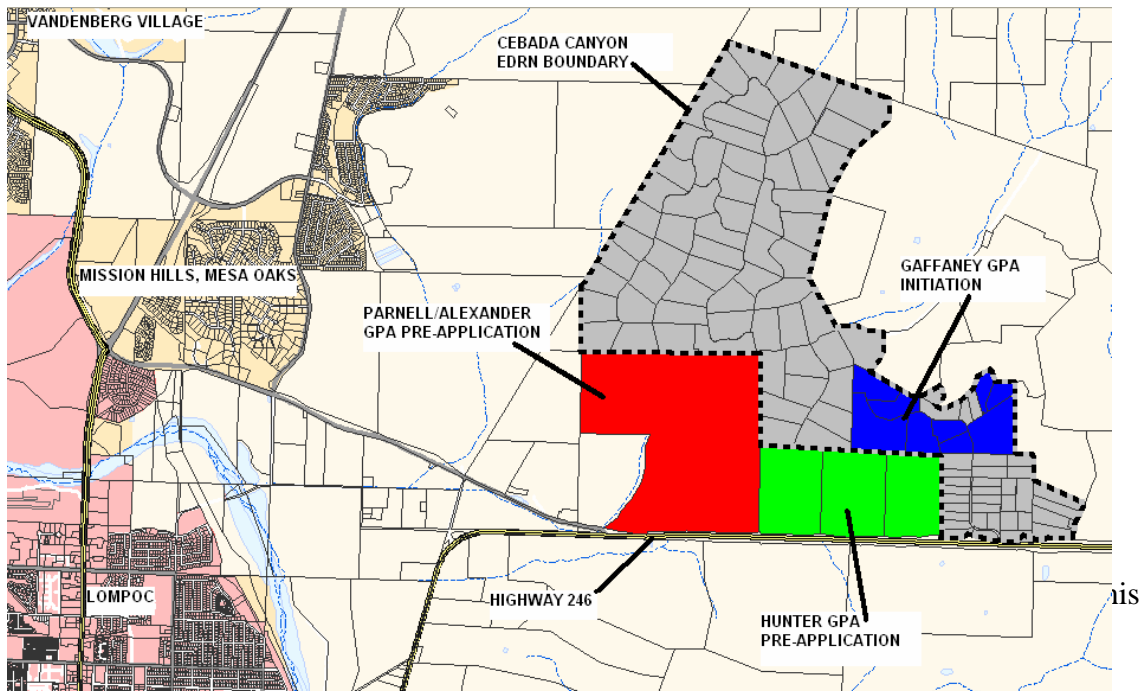 VANDENBERG VILLAGE
CEBADA CANYON
EDRN BOUNDARY
MISSION HILLS, MESA OAKS
GAFFANEY GPA
INITIATION
PARNELL/ALEXANDER
GPA PRE-APPLICATION
LOMPOC
HIGHWAY 246
HUNTER GPA
PRE-APPLICATION